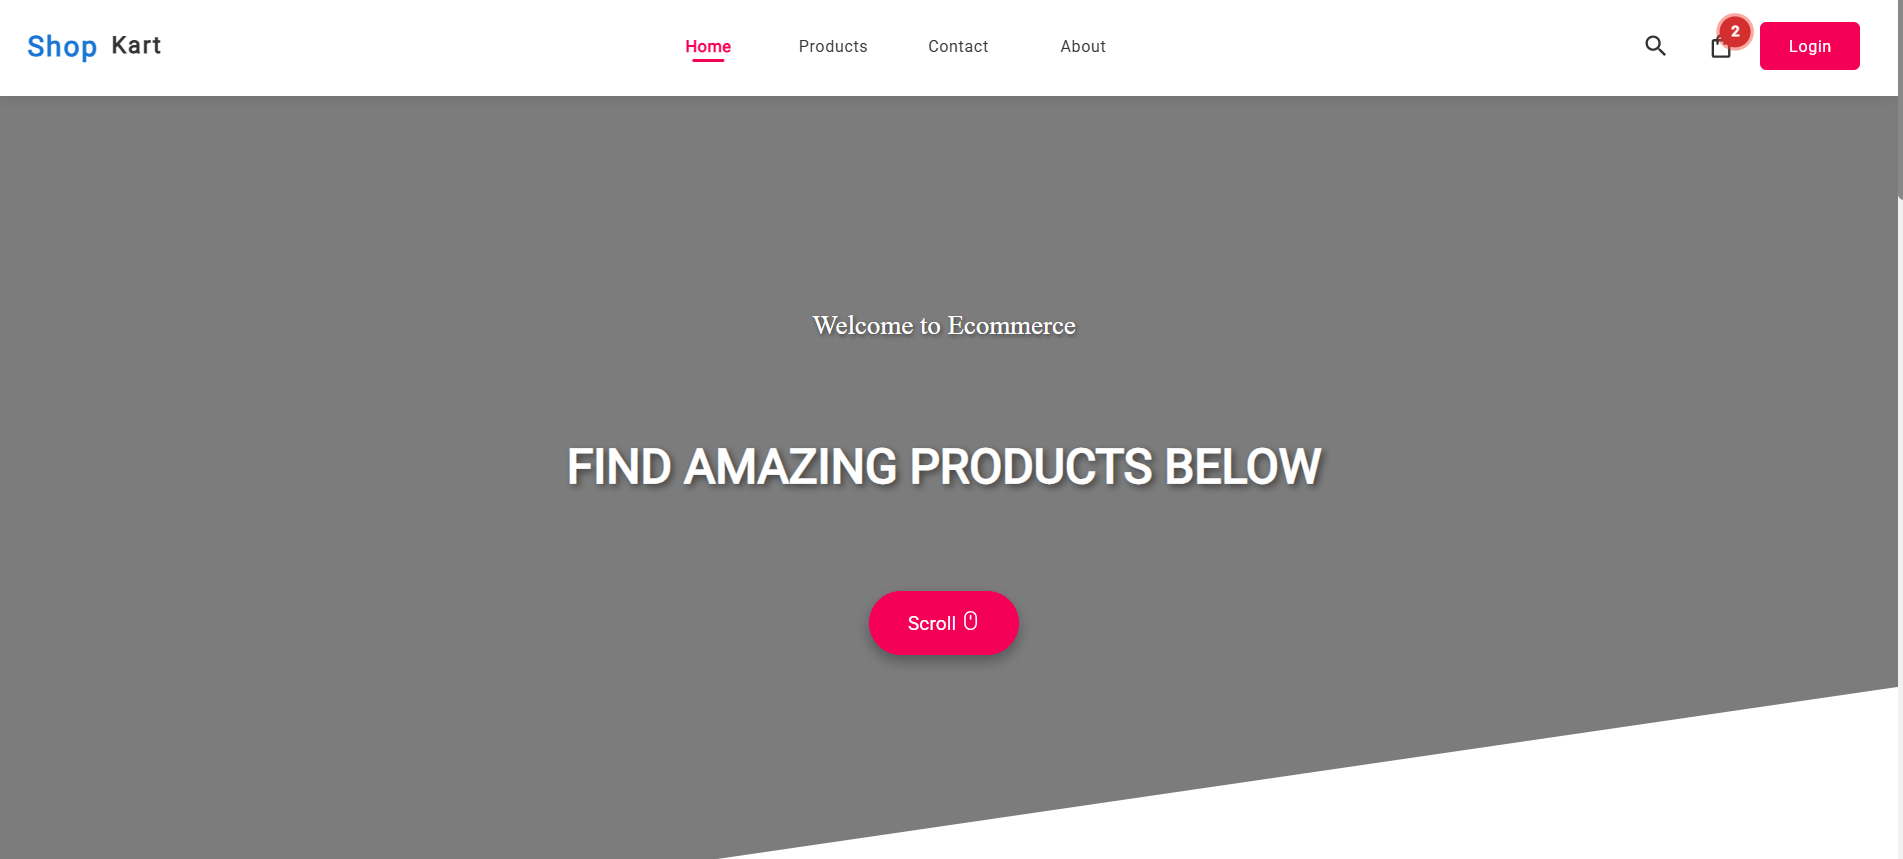 Shop Kart
Home Products Contact About
2
Login
Welcome to Ecommerce
FIND AMAZING PRODUCTS BELOW
Scroll